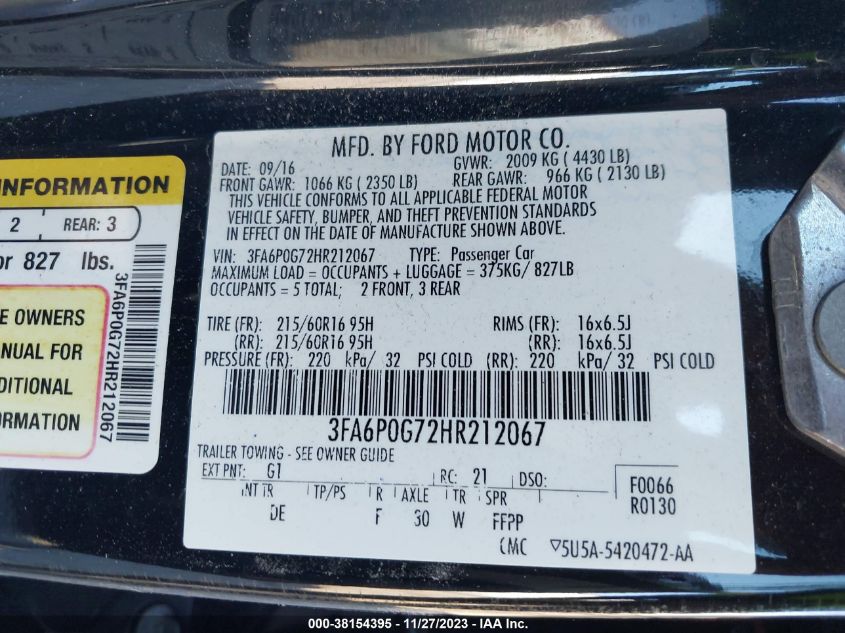 INFORMATION
2 REAR: 3
or 827 lbs.
E OWNERS
ANUAL FOR
DITIONAL
FORMATION
3FA6P0G72HR212067
MFD. BY FORD MOTOR CO.
DATE: 09/16 GVWR: 2009 KG ( 4430 LB)
FRONT GAWR: 1066 KG ( 2350 LB) REAR GAWR: 966 KG ( 2130 LB)
THIS VEHICLE CONFORMS TO ALL APPLICABLE FEDERAL MOTOR
VEHICLE SAFETY, BUMPER, AND THEFT PREVENTION STANDARDS
IN EFFECT ON THE DATE OF MANUFACTURE SHOWN ABOVE.
VIN: 3FA6P0G72HR212067 TYPE: Passenger Car
MAXIMUM LOAD = OCCUPANTS + LUGGAGE = 375KG/ 827LB
OCCUPANTS = 5 TOTAL; 2 FRONT, 3 REAR
TIRE (FR): 215/60R16 95H RIMS (FR): 16x6.5J
(RR): 215/60R16 95H (RR): 16x6.5J
PRESSURE (FR): 220 kPa/ 32 PSI COLD (RR): 220 kPa/ 32 PSI COLD
3FA6P0G72HR212067
TRAILER TOWING - SEE OWNER GUIDE
EXT PNT: G1 RC: 21 DSO: F0066
INT TR TP/PS R AXLE TR SPR R0130
DE F 30 W FFPP
CMC ▽5U5A-5420472-AA
000-38154395 - 11/27/2023 - IAA Inc.